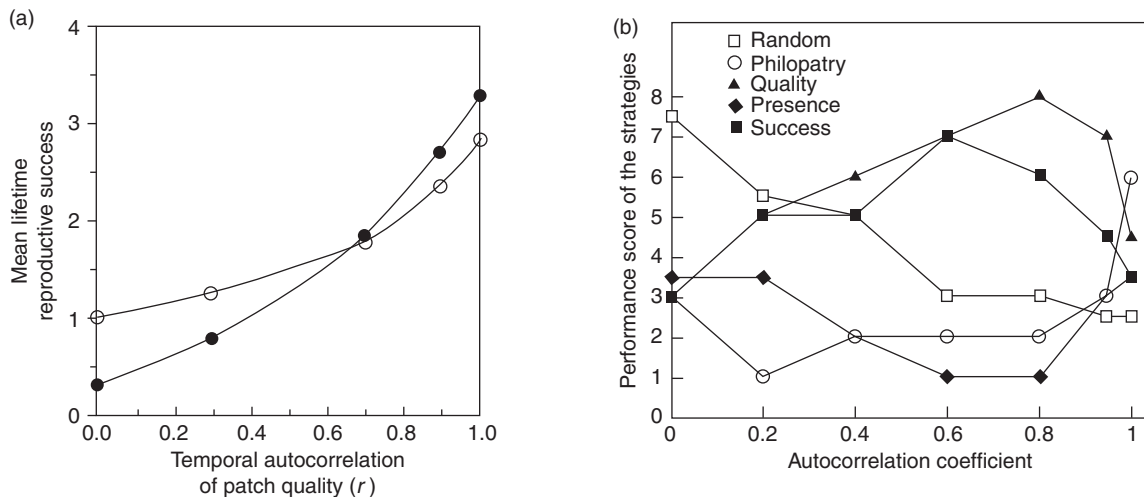 (a)
4
3
2
1
0
Mean lifetime
reproductive success
0.0 0.2 0.4 0.6 0.8 1.0
Temporal autocorrelation
of patch quality (r)
(b)
Random
Philopatry
Quality
Presence
Success
8
7
6
5
4
3
2
1
0
Performance score of the strategies
0 0.2 0.4 0.6 0.8 1
Autocorrelation coefficient